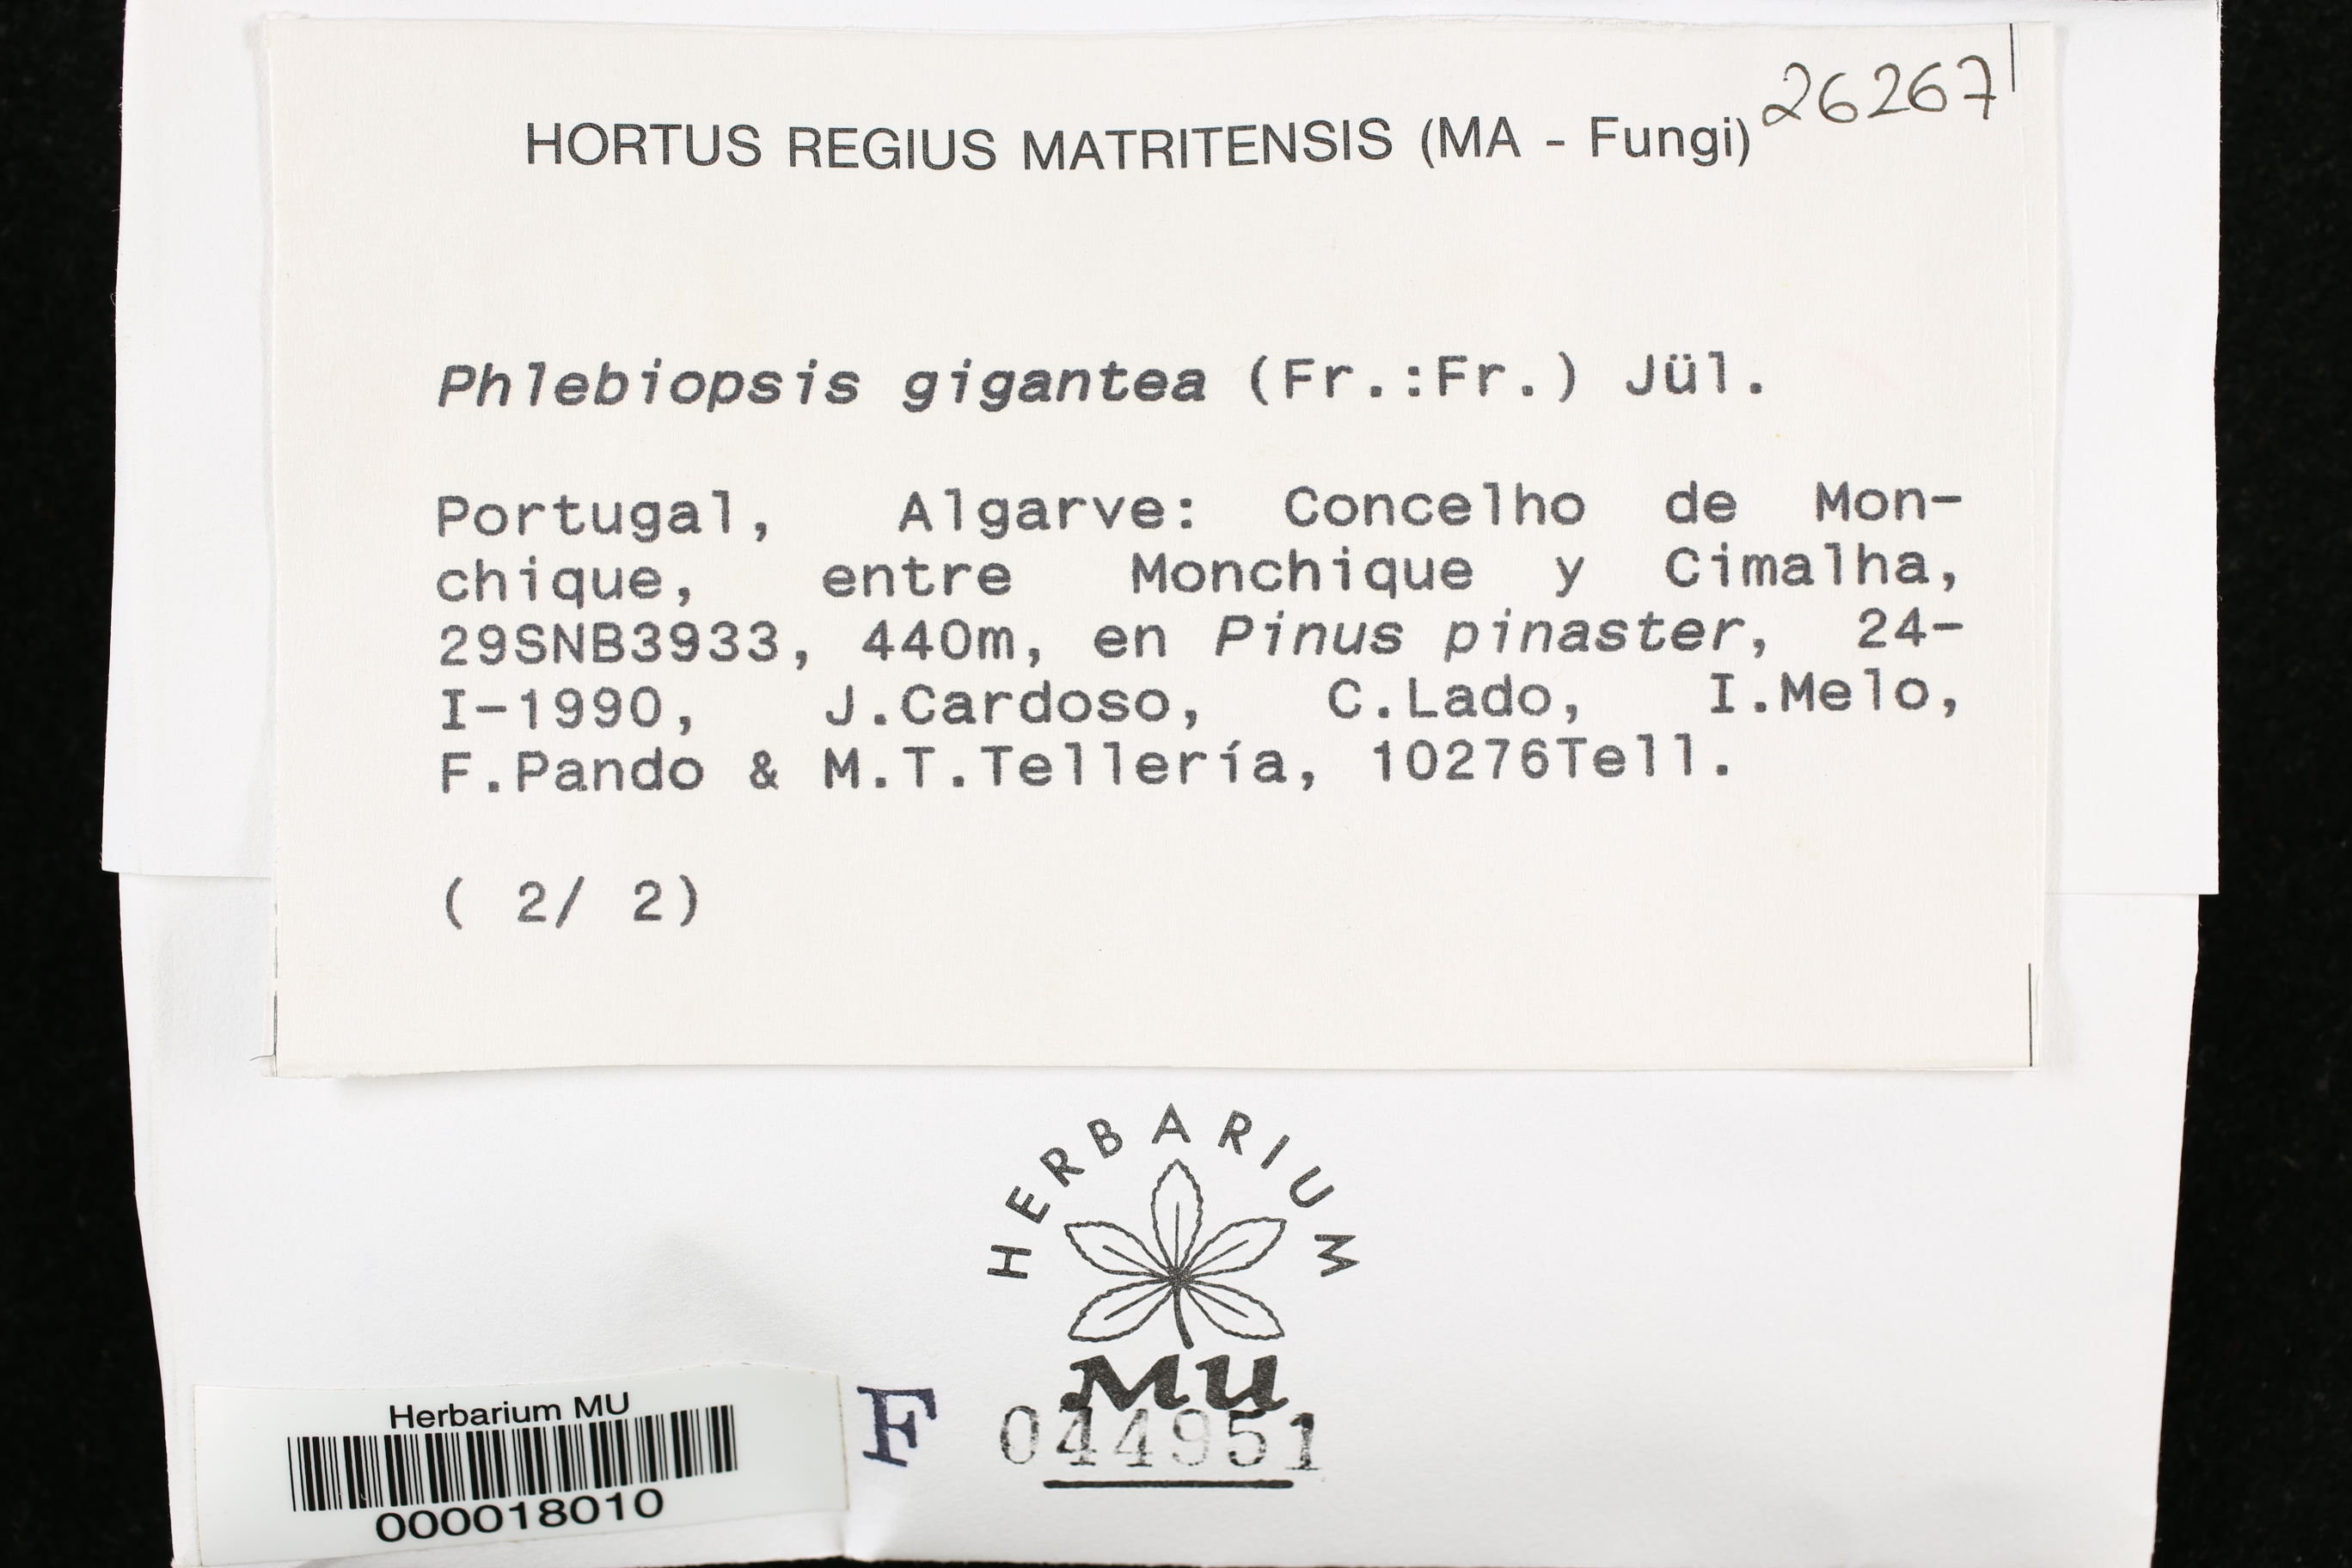 26267
HORTUS REGIUS MATRITENSIS (MA - Fungi)
Phlebiopsis gigantea (Fr.:Fr.) Jül.
Portugal, Algarve: Concelho de Mon-
chique, entre Monchique y Cimalha,
29SNB3933, 440m, en Pinus pinaster, 24-
I-1990, J.Cardoso, C.Lado, I.Melo,
F.Pando & M.T.Tellería, 10276Tell.
( 2/ 2)
HERBARIUM
MU
F 044951
Herbarium MU
000018010